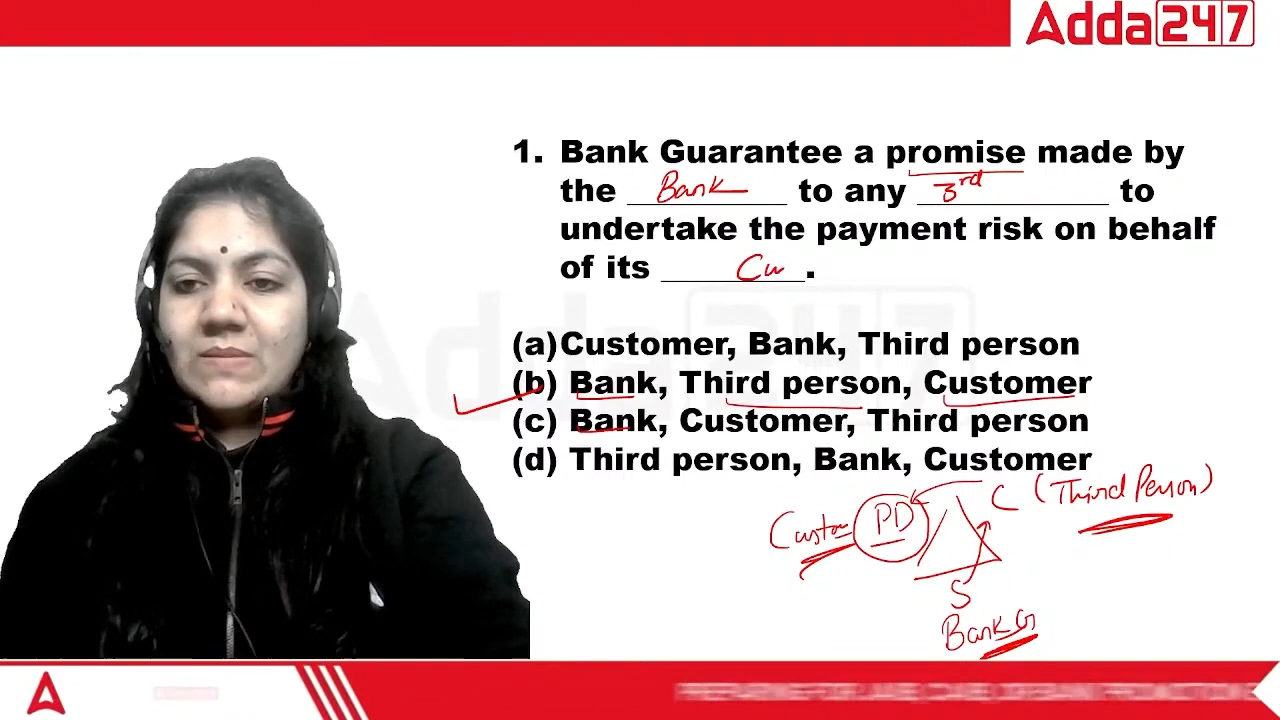 Adda247
1. Bank Guarantee a promise made by
the Bank to any 3rd to
undertake the payment risk on behalf
of its Cu.
(a) Customer, Bank, Third person
(b) Bank, Third person, Customer
(c) Bank, Customer, Third person
(d) Third person, Bank, Customer
C (Third Person)
Custom PD
S
Bank G